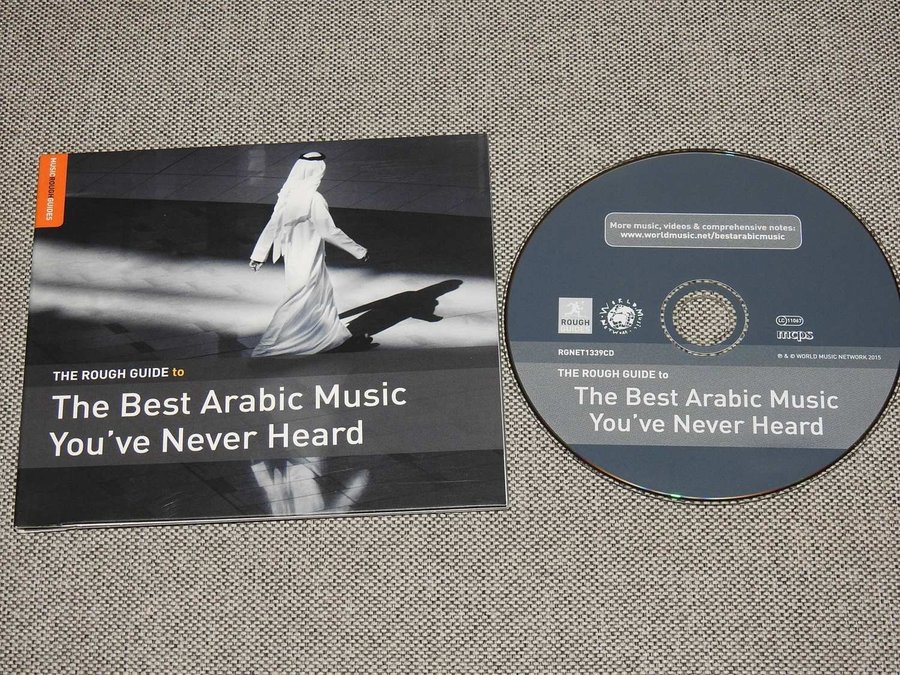 MUSIC ROUGH GUIDES
THE ROUGH GUIDE to
The Best Arabic Music
You've Never Heard
More music, videos & comprehensive notes:
www.worldmusic.net/bestarabicmusic
ROUGH
GUIDES
LC 11067
mcps
RGNET1339CD
℗ & © WORLD MUSIC NETWORK 2015
THE ROUGH GUIDE to
The Best Arabic Music
You've Never Heard